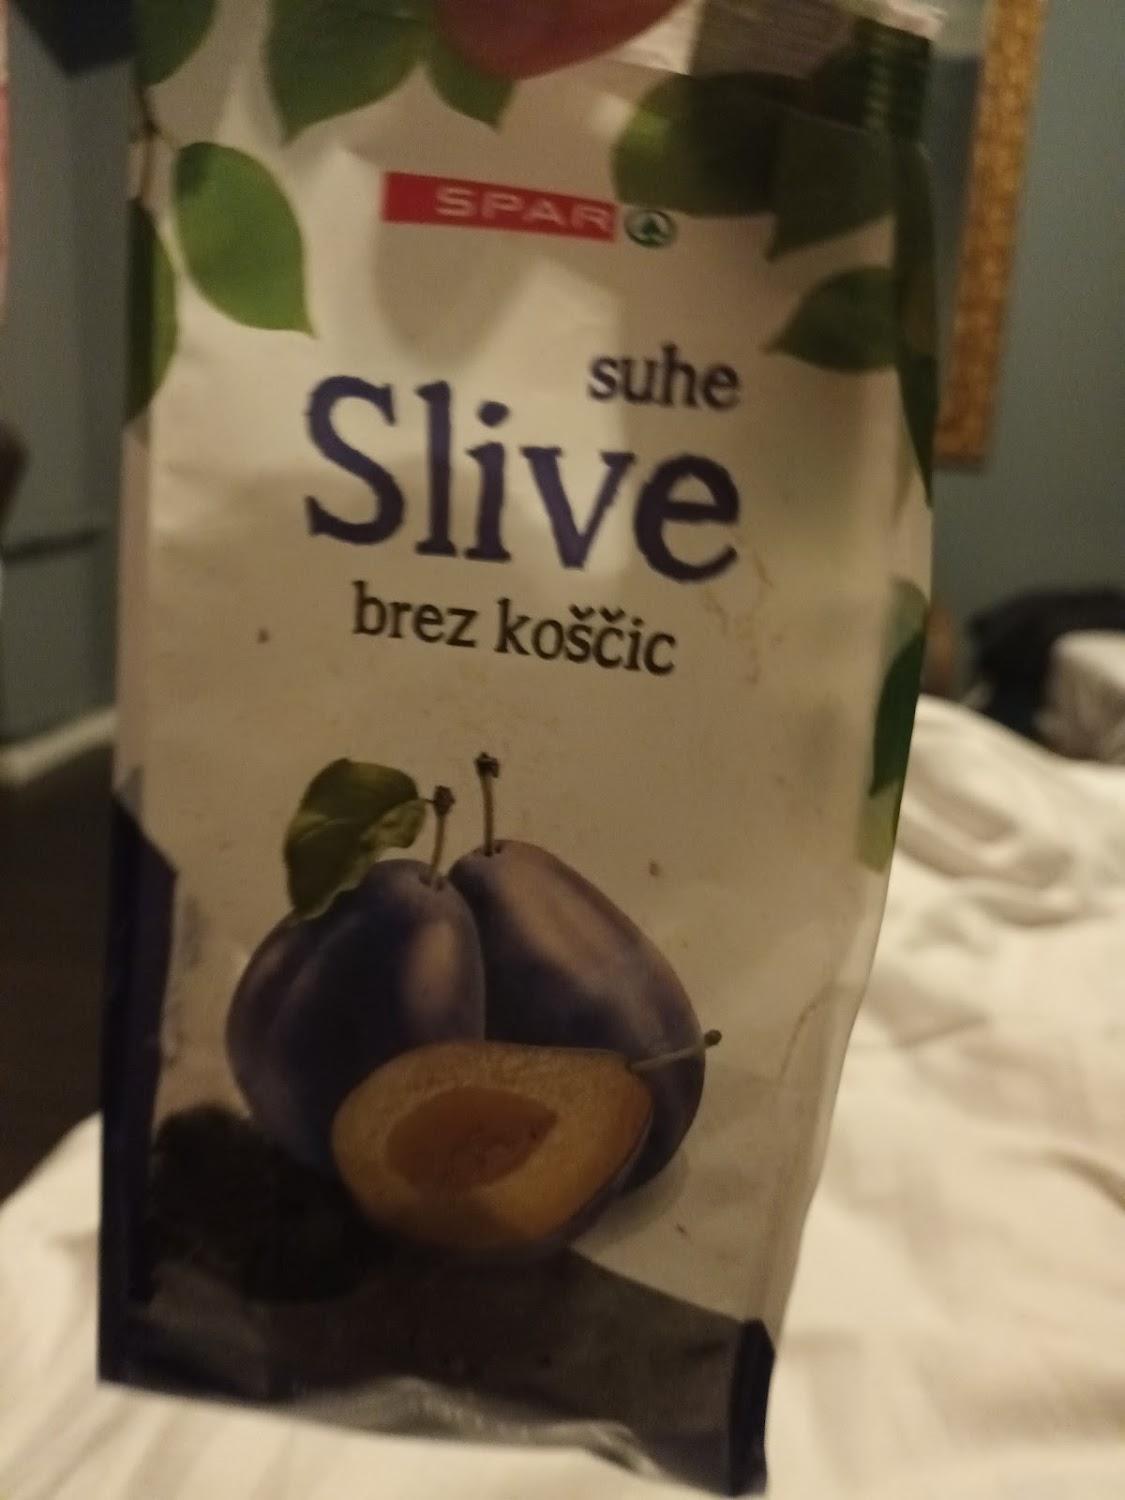 SPAR
suhe
Slive
brez koščic